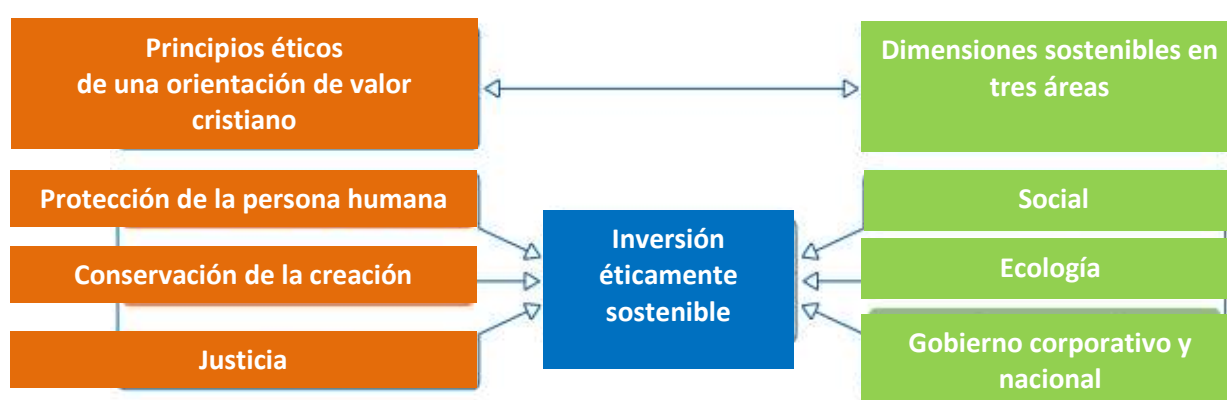 Principios éticos
de una orientación de valor
cristiano
Dimensiones sostenibles en
tres áreas
Protección de la persona humana
Conservación de la creación
Justicia
Inversión
éticamente
sostenible
Social
Ecología
Gobierno corporativo y
nacional